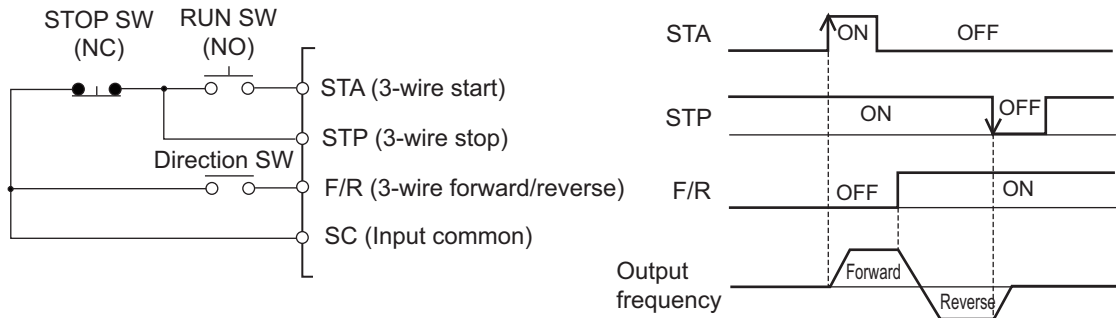 STOP SW
(NC)
RUN SW
(NO)
STA (3-wire start)
STP (3-wire stop)
Direction SW
F/R (3-wire forward/reverse)
SC (Input common)
STA
ON
OFF
STP
ON
OFF
F/R
OFF
ON
Output
frequency
Forward
Reverse